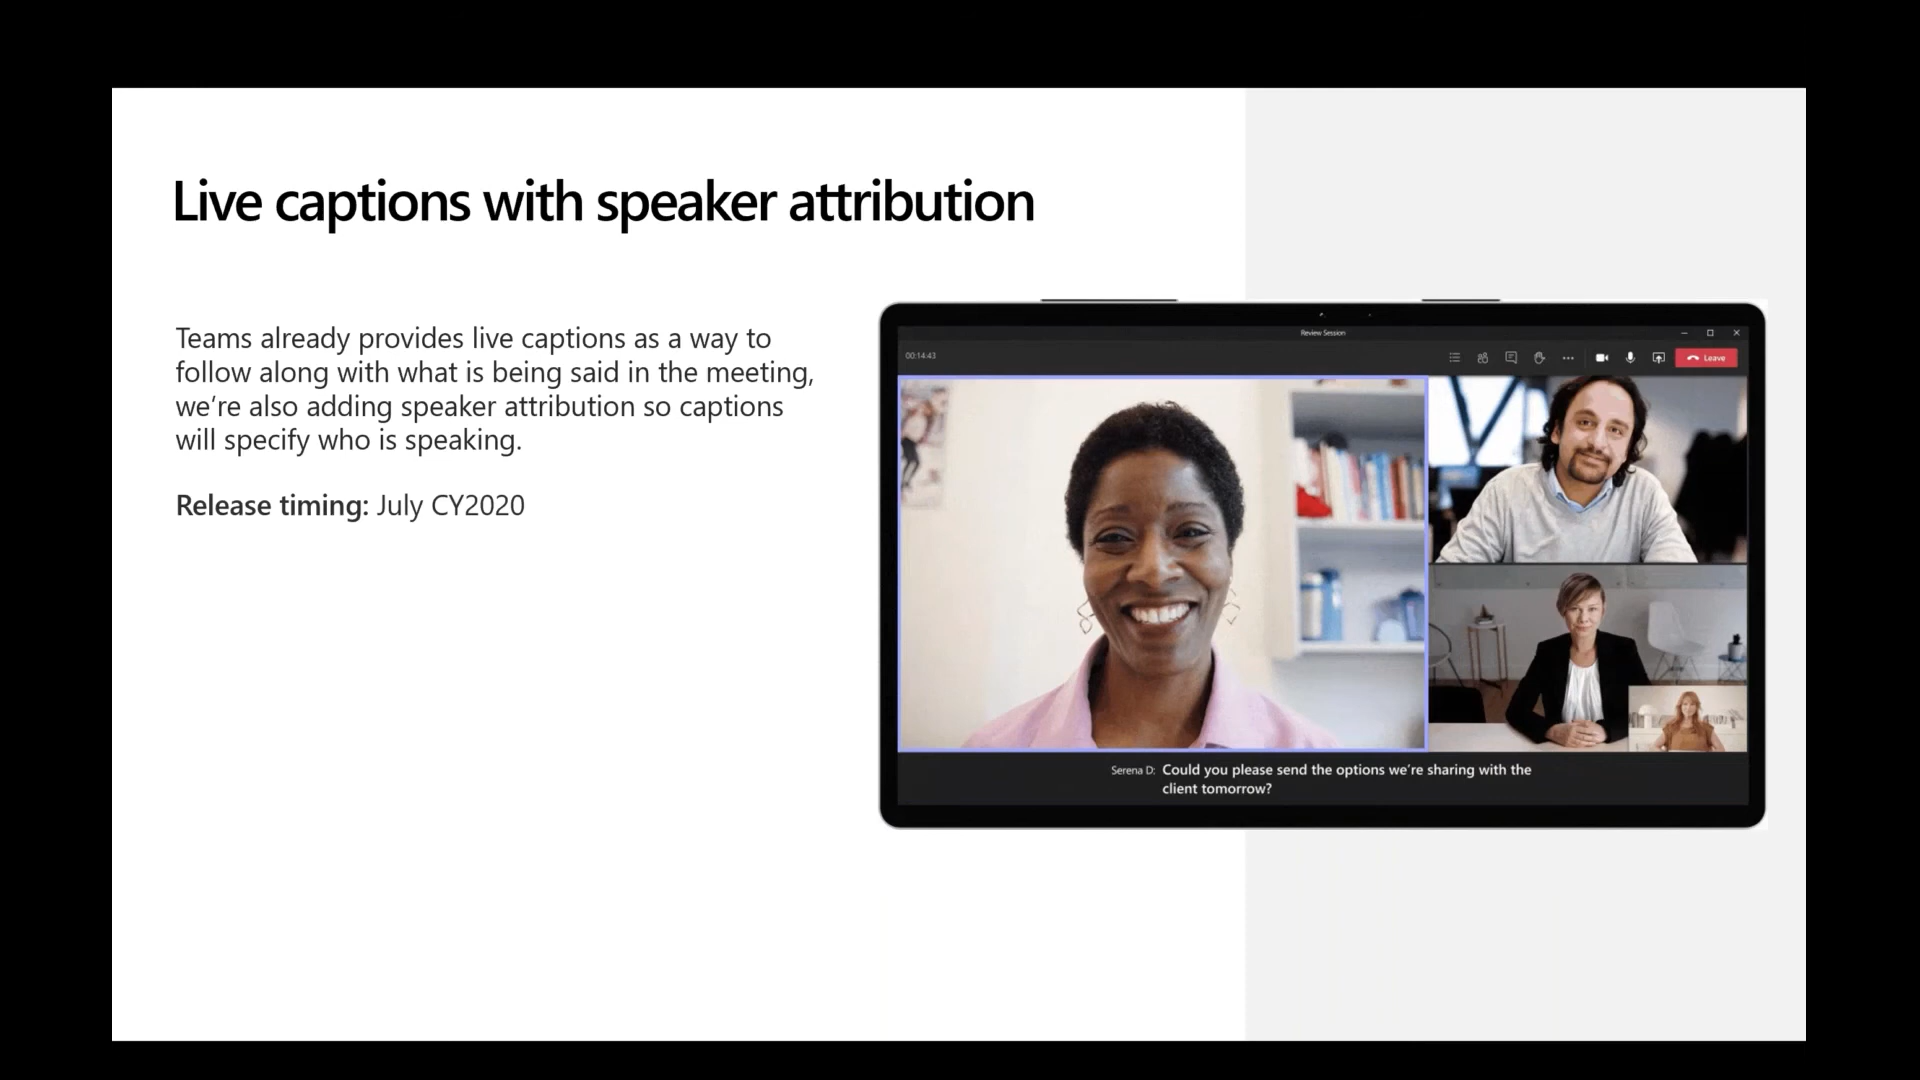 Live captions with speaker attribution
Teams already provides live captions as a way to
follow along with what is being said in the meeting,
we're also adding speaker attribution so captions
will specify who is speaking.
Release timing: July CY2020
Review Session
00:14:43
Leave
Serena D: Could you please send the options we're sharing with the
client tomorrow?